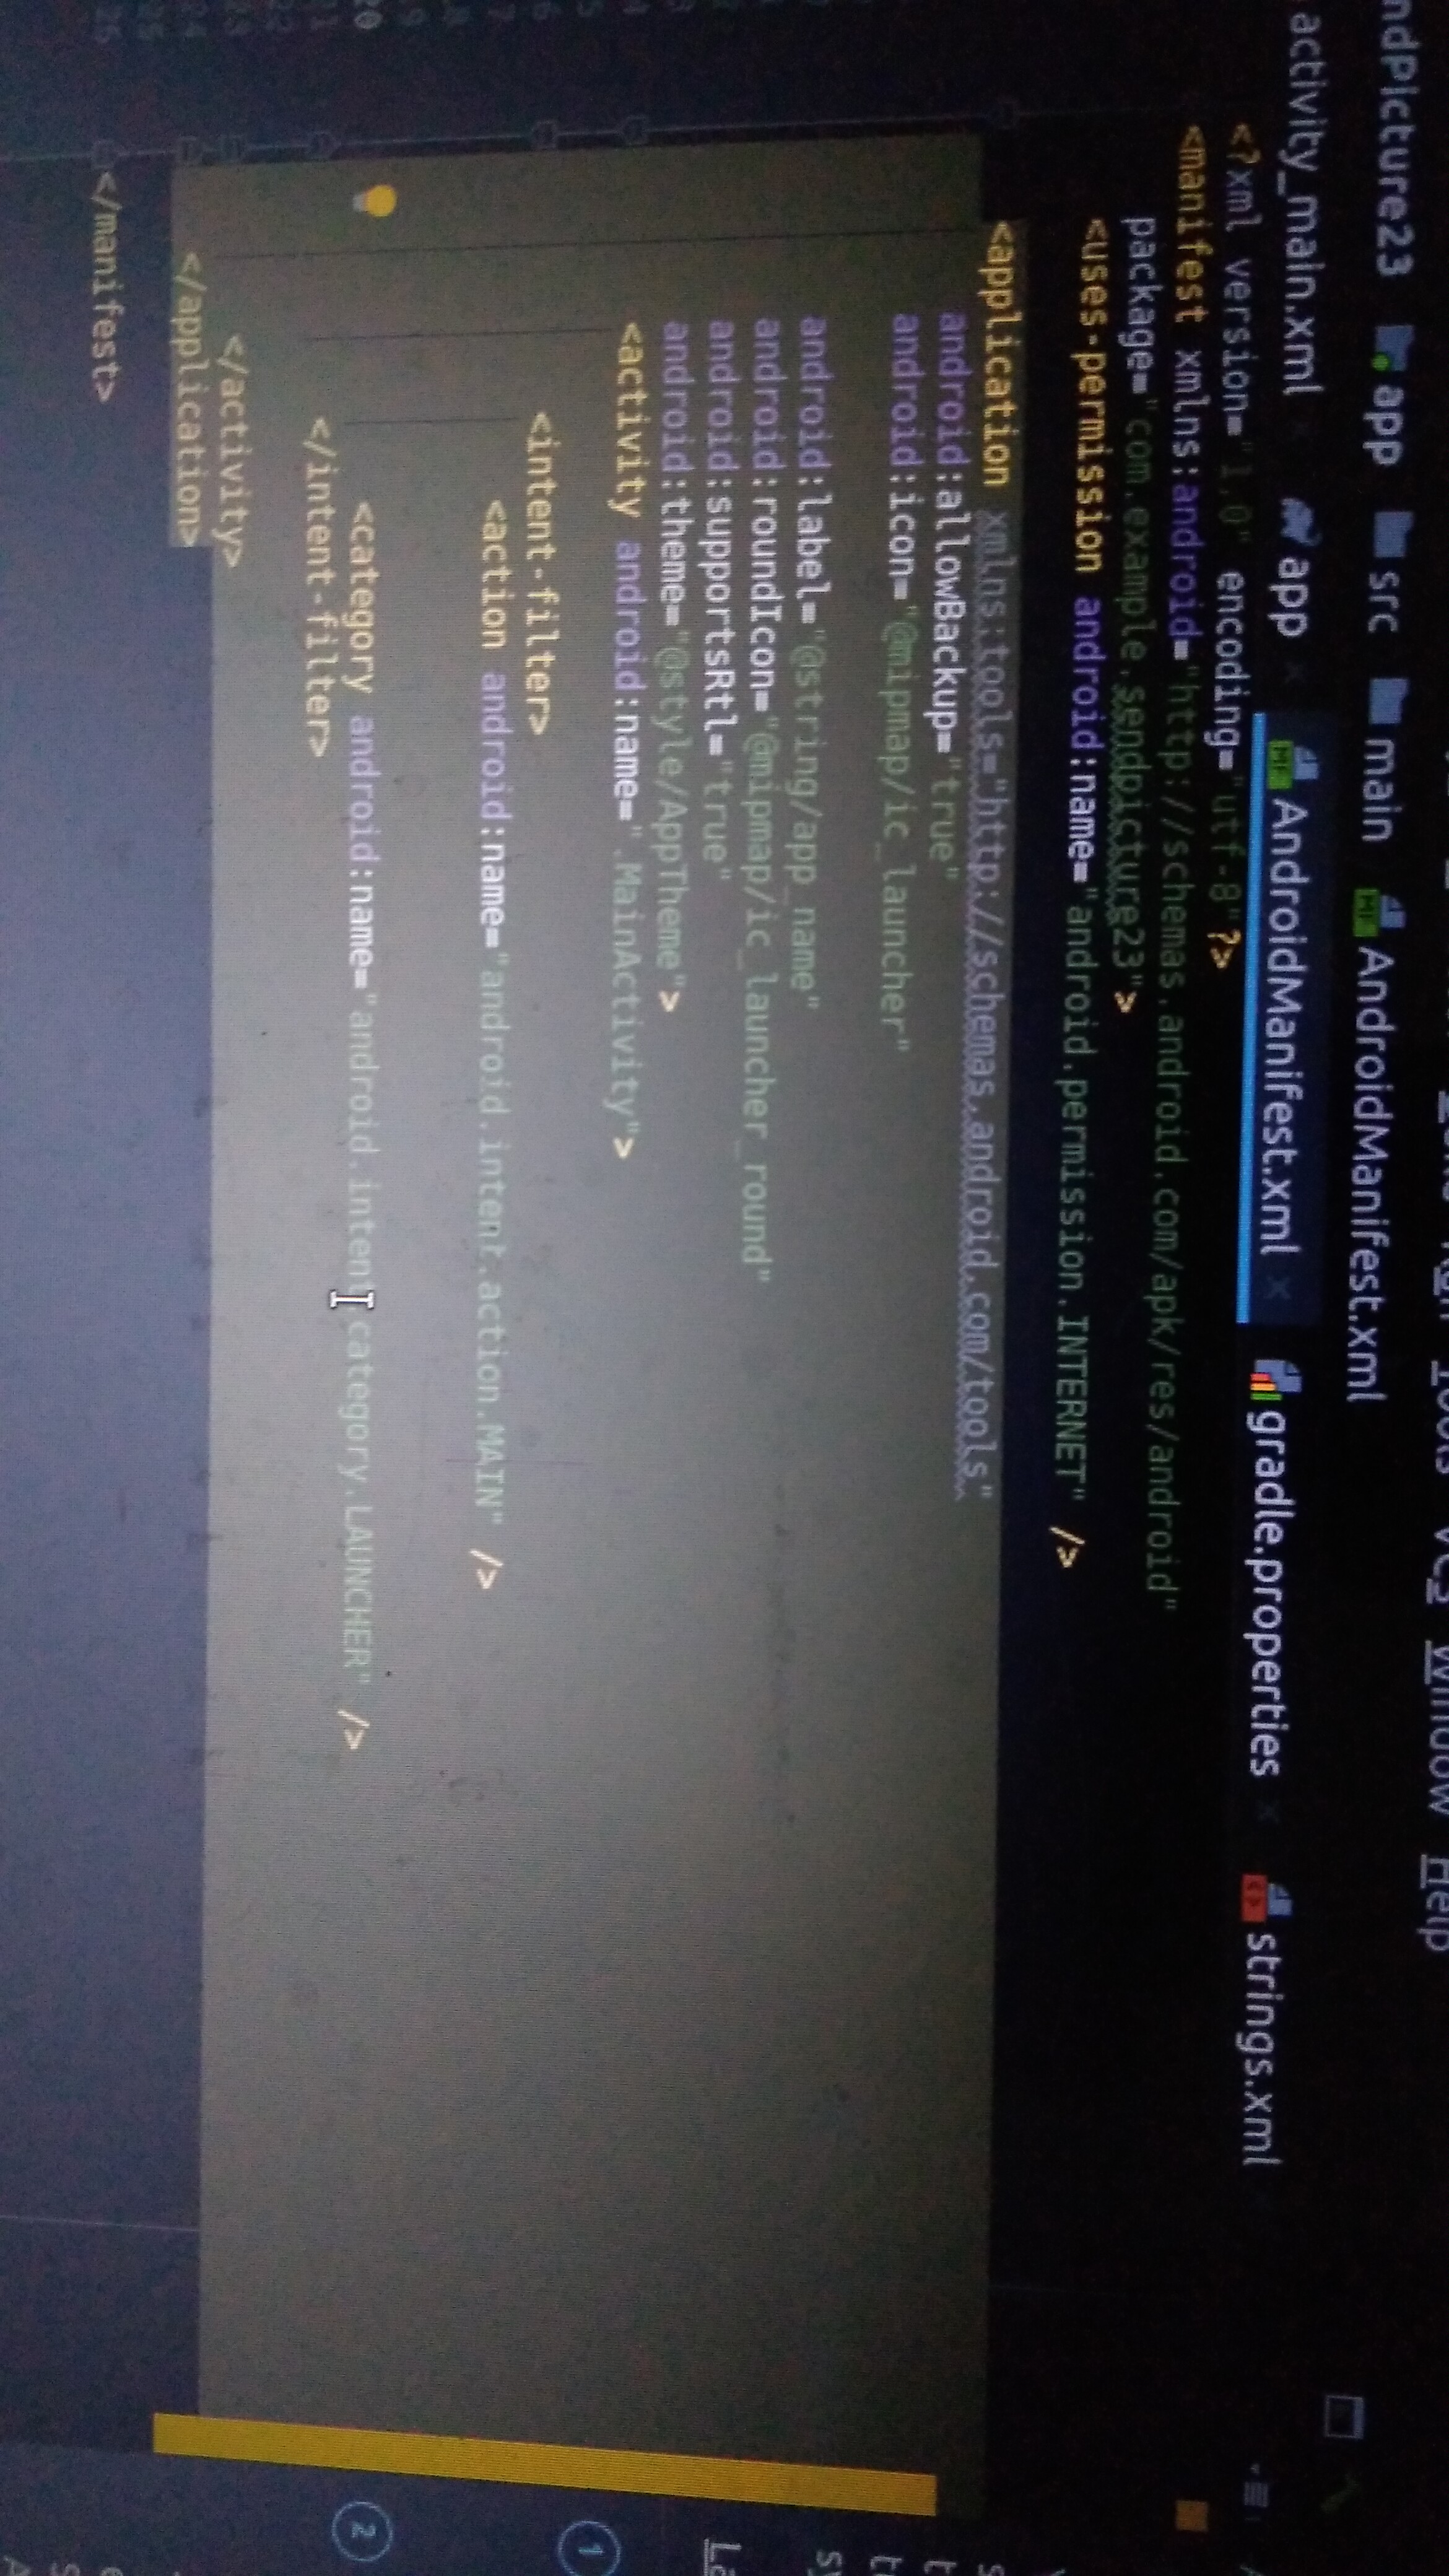 Window Help
ndPicture23 app src main AndroidManifest.xml
activity_main.xml app AndroidManifest.xml gradle.properties strings.xml
<?xml version="1.0" encoding="utf-8"?>
<manifest xmlns:android="http://schemas.android.com/apk/res/android"
package="com.example.sendpicture23">
<uses-permission android:name="android.permission.INTERNET" />
<application xmlns:tools="http://schemas.android.com/tools"
android:allowBackup="true"
android:icon="@mipmap/ic_launcher"
android:label="@string/app_name"
android:roundIcon="@mipmap/ic_launcher_round"
android:supportsRtl="true"
android:theme="@style/AppTheme">
<activity android:name=".MainActivity">
<intent-filter>
<action android:name="android.intent.action.MAIN" />
<category android:name="android.intent.category.LAUNCHER" />
</intent-filter>
</activity>
</application>
</manifest>
1
2